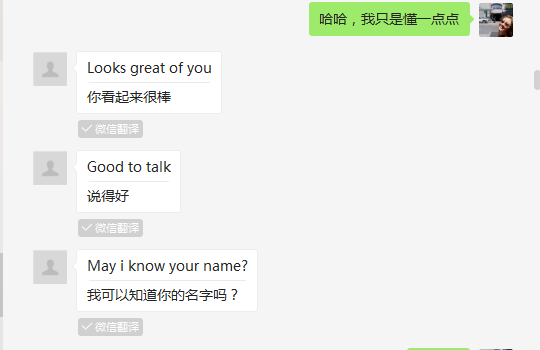 哈哈，我只是懂一点点
Looks great of you
你看起来很棒
微信翻译
Good to talk
说得好
微信翻译
May i know your name?
我可以知道你的名字吗？
微信翻译